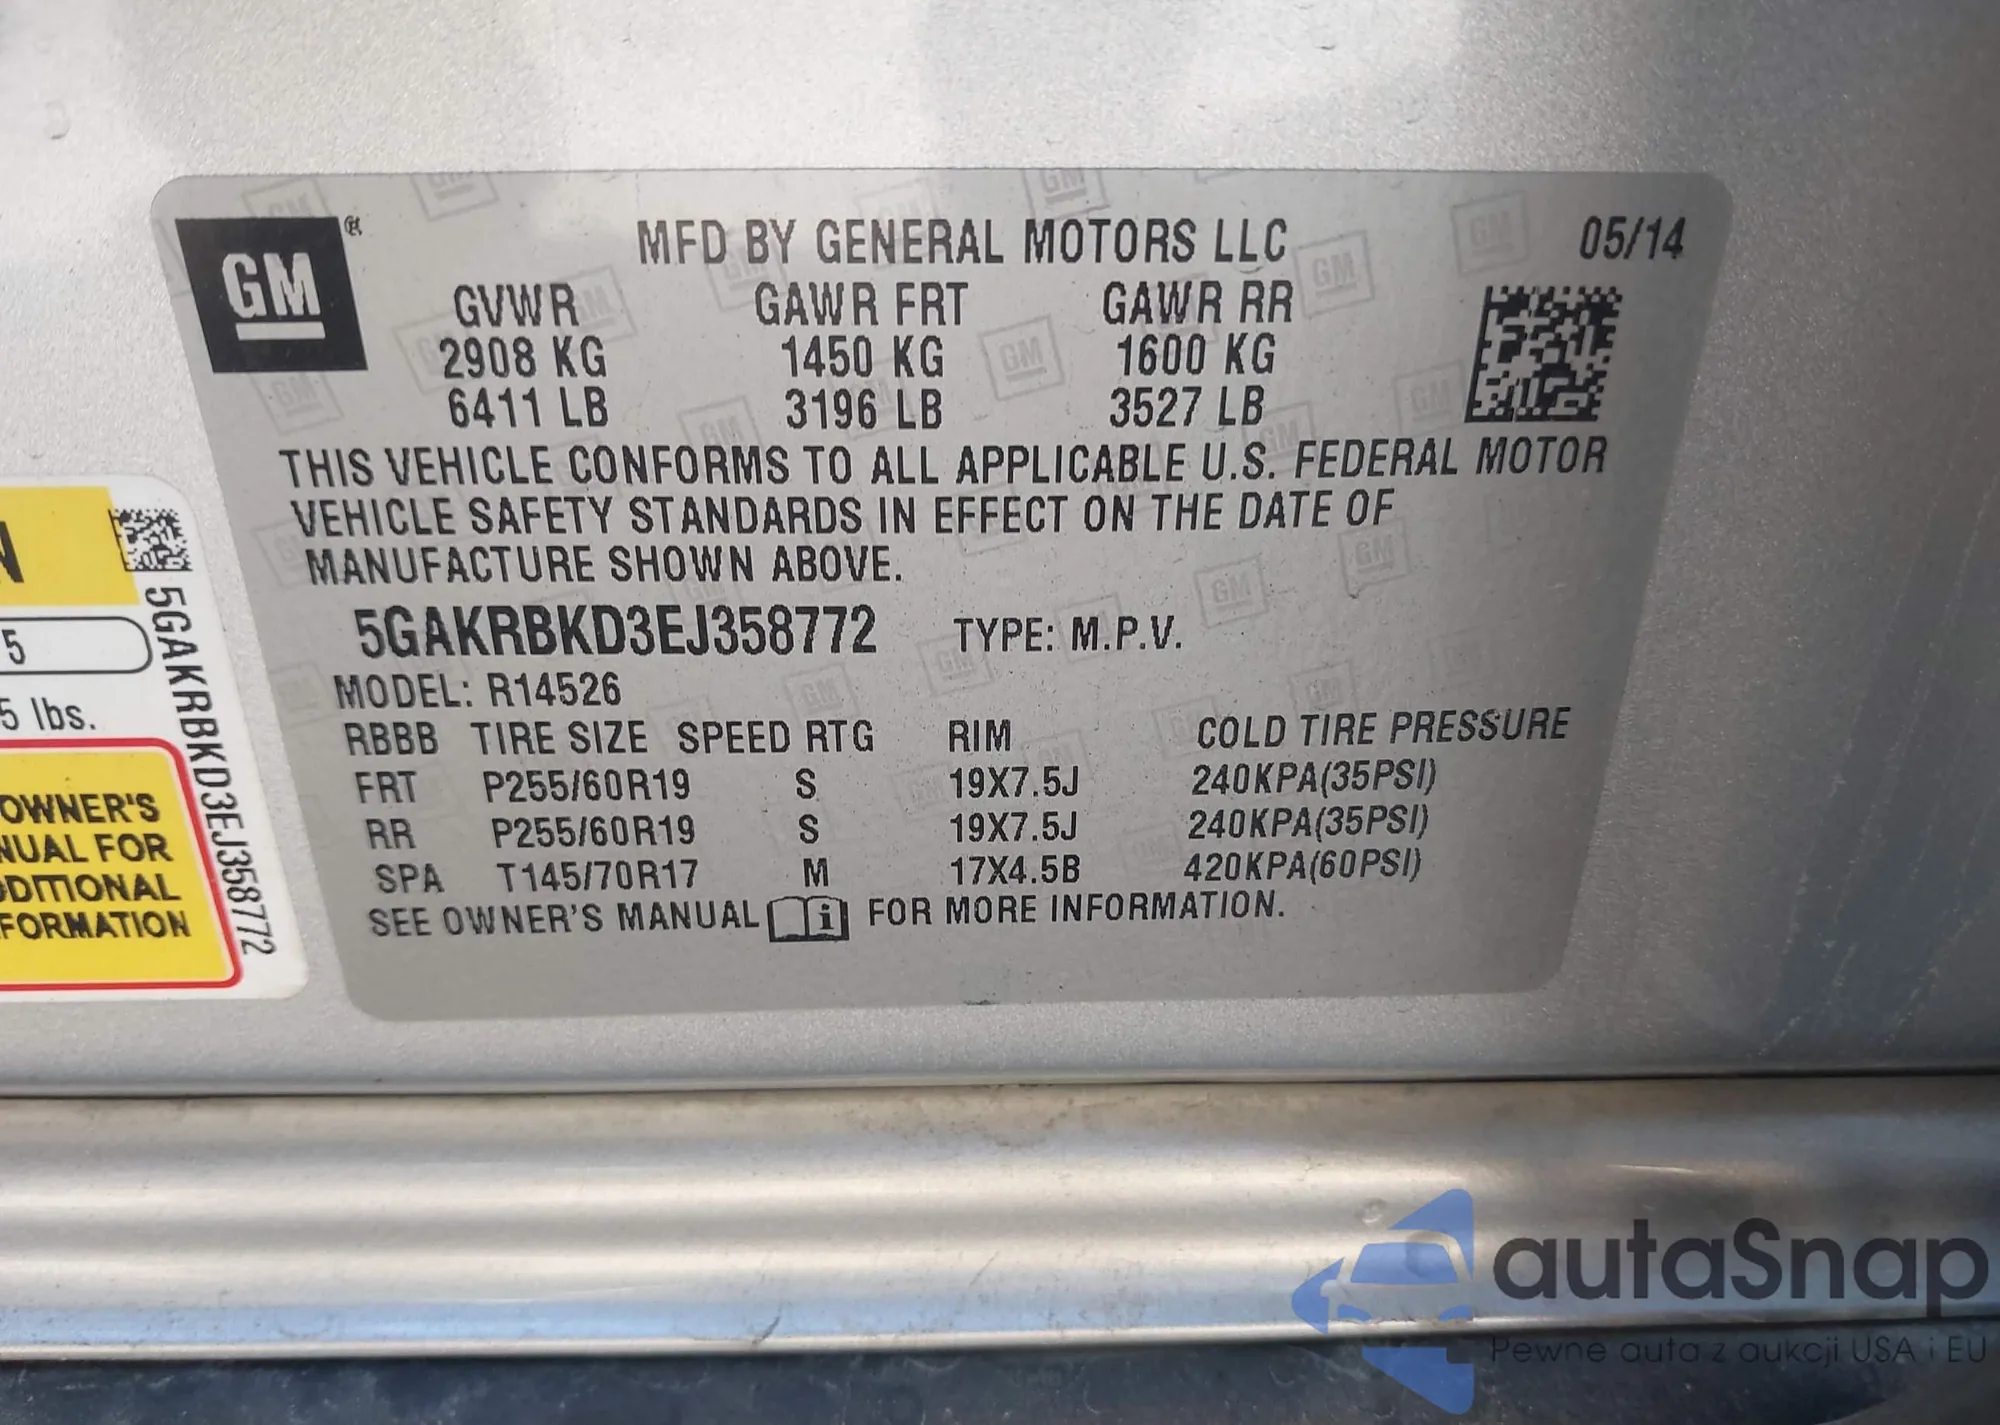 GM ®
MFD BY GENERAL MOTORS LLC
05/14
GVWR GAWR FRT GAWR RR
2908 KG 1450 KG 1600 KG
6411 LB 3196 LB 3527 LB
THIS VEHICLE CONFORMS TO ALL APPLICABLE U.S. FEDERAL MOTOR
VEHICLE SAFETY STANDARDS IN EFFECT ON THE DATE OF
MANUFACTURE SHOWN ABOVE.
5GAKRBKD3EJ358772 TYPE: M.P.V.
MODEL: R14526
RBBB TIRE SIZE SPEED RTG RIM COLD TIRE PRESSURE
FRT P255/60R19 S 19X7.5J 240KPA(35PSI)
RR P255/60R19 S 19X7.5J 240KPA(35PSI)
SPA T145/70R17 M 17X4.5B 420KPA(60PSI)
SEE OWNER'S MANUAL i FOR MORE INFORMATION.
N
5
5 lbs.
OWNER'S
NUAL FOR
DDITIONAL
FORMATION
5GAKRBKD3EJ358772
autaSnap
Pewne auta z aukcji USA i EU